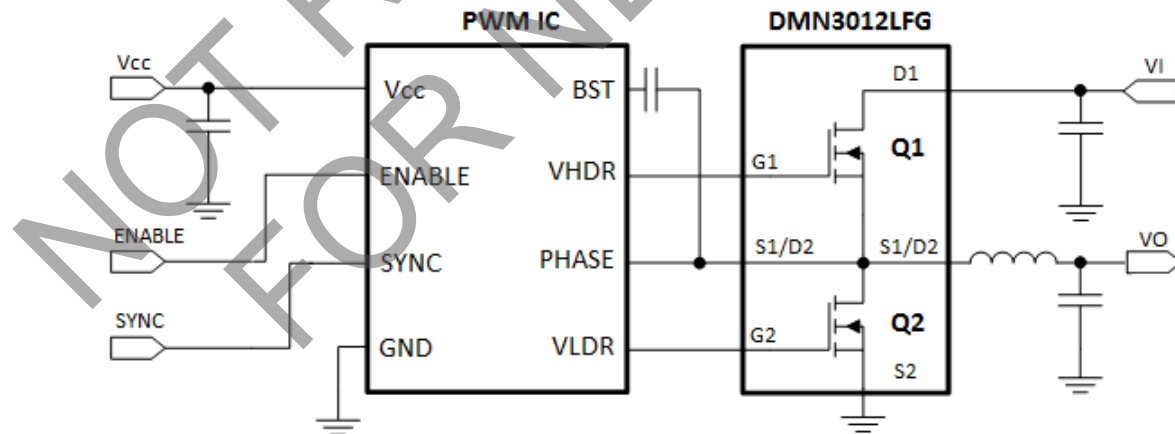 PWM IC
DMN3012LFG
Vcc
Vcc
BST
D1
VI
ENABLE
VHDR
G1
Q1
ENABLE
SYNC
PHASE
S1/D2
S1/D2
VO
SYNC
GND
VLDR
G2
Q2
S2
NOT R
FOR NE